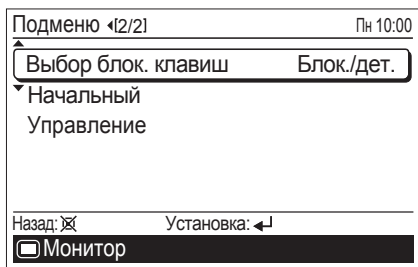 Подменю [2/2] Пн 10:00
Выбор блок. клавиш Блок./дет.
Начальный
Управление
Назад: Установка:
Монитор